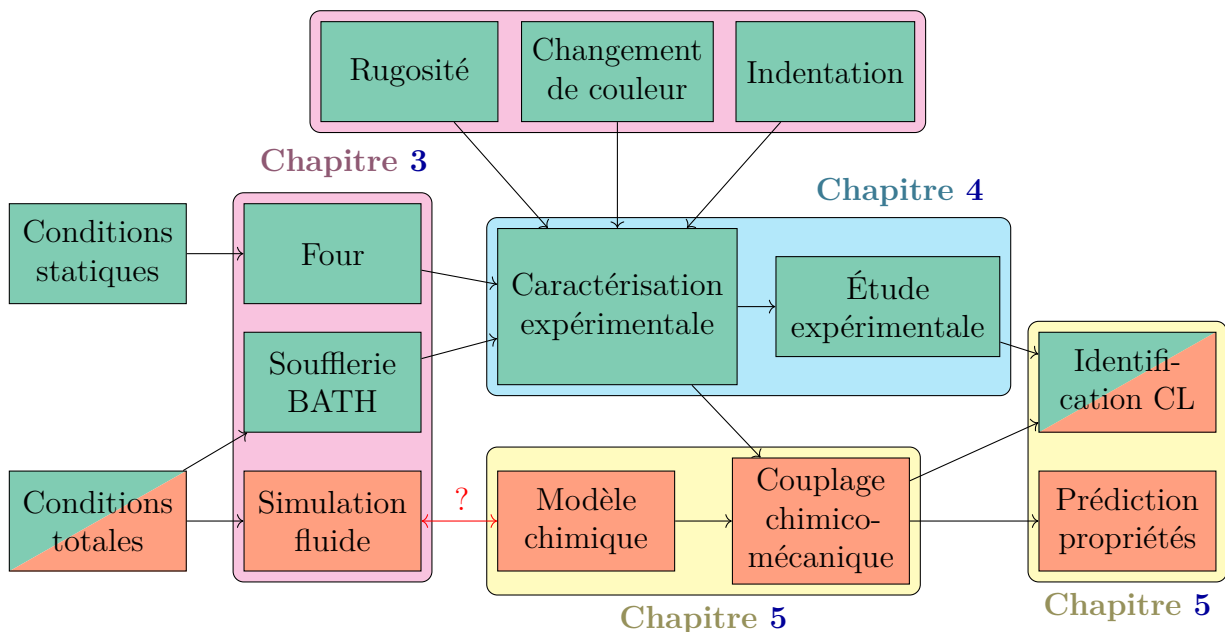 Rugosité
Changement
de couleur
Indentation
Chapitre 3
Chapitre 4
Conditions
statiques
Four
Caractérisation
expérimentale
Étude
expérimentale
Soufflerie
BATH
Identifi-
cation CL
Conditions
totales
Simulation
fluide
?
Modèle
chimique
Couplage
chimico-
mécanique
Prédiction
propriétés
Chapitre 5
Chapitre 5